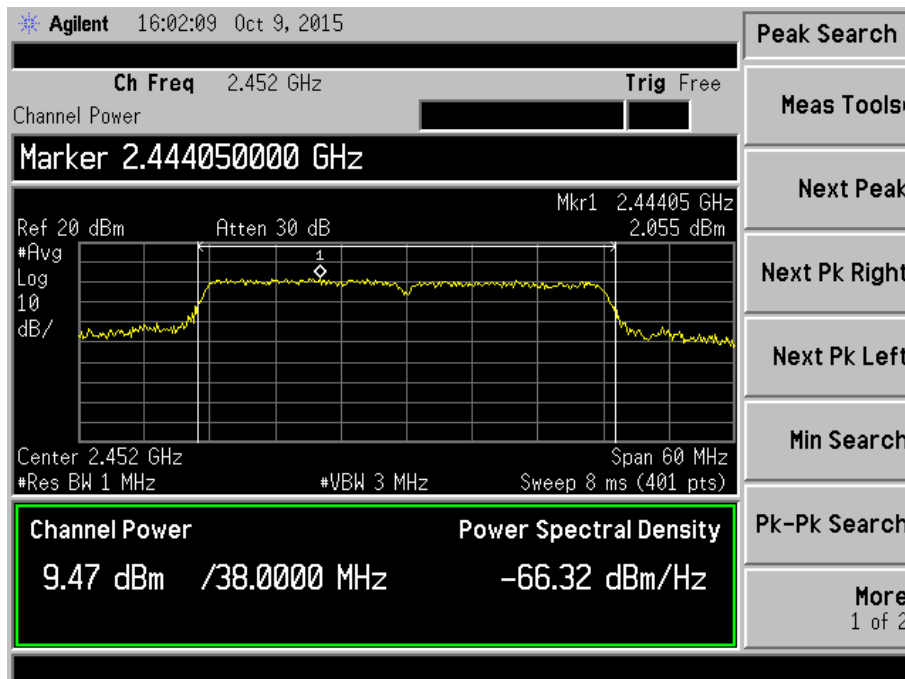 Agilent 16:02:09 Oct 9, 2015
Peak Search
Ch Freq 2.452 GHz Trig Free
Channel Power
Meas Tools
Marker 2.444050000 GHz
Mkr1 2.44405 GHz
Ref 20 dBm Atten 30 dB 2.055 dBm
#Avg
Log
10
dB/
1
Next Peak
Next Pk Right
Next Pk Left
Center 2.452 GHz Span 60 MHz
#Res BW 1 MHz #VBW 3 MHz Sweep 8 ms (401 pts)
Min Search
Channel Power Power Spectral Density
9.47 dBm /38.0000 MHz -66.32 dBm/Hz
Pk-Pk Search
More
1 of 2